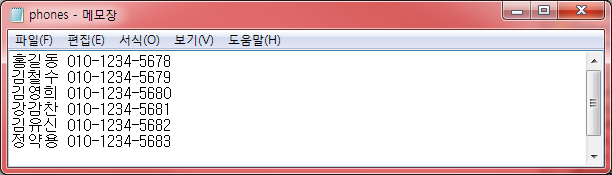 phones - 메모장
파일(F) 편집(E) 서식(O) 보기(V) 도움말(H)
홍길동 010-1234-5678
김철수 010-1234-5679
김영희 010-1234-5680
강감찬 010-1234-5681
김유신 010-1234-5682
정약용 010-1234-5683